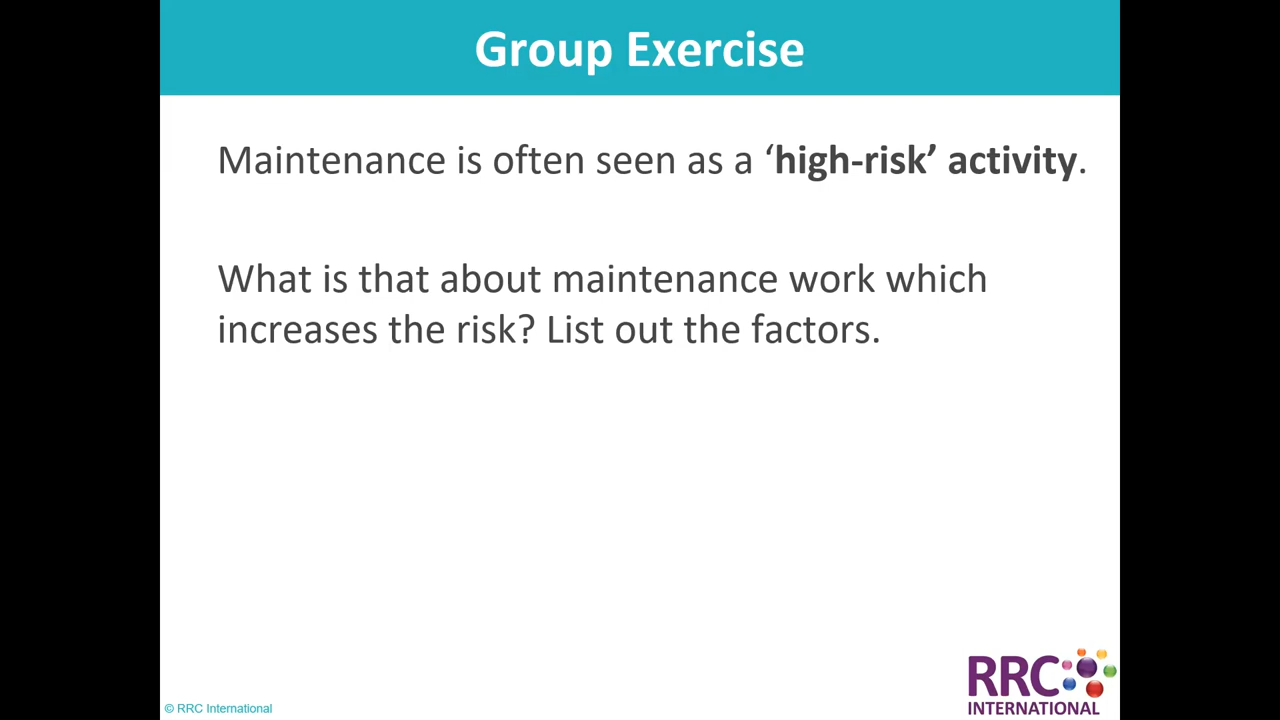 Group Exercise
Maintenance is often seen as a ‘high-risk’ activity.
What is that about maintenance work which
increases the risk? List out the factors.
© RRC International
RRC
INTERNATIONAL